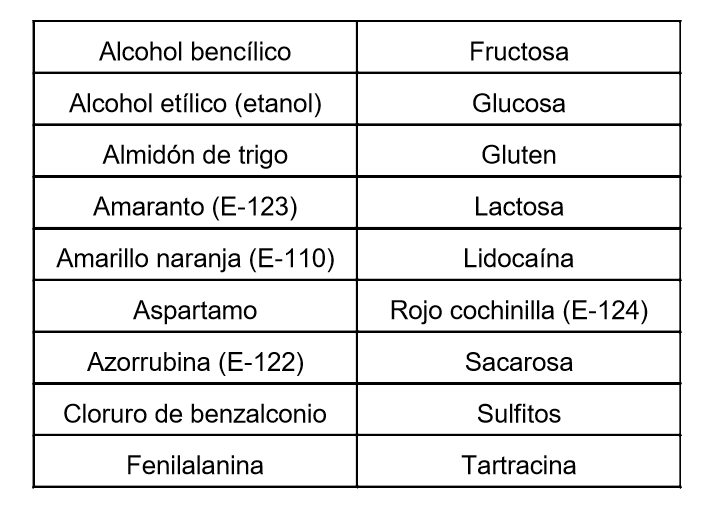 Alcohol bencílico Fructosa
Alcohol etílico (etanol) Glucosa
Almidón de trigo Gluten
Amaranto (E-123) Lactosa
Amarillo naranja (E-110) Lidocaína
Aspartamo Rojo cochinilla (E-124)
Azorrubina (E-122) Sacarosa
Cloruro de benzalconio Sulfitos
Fenilalanina Tartracina